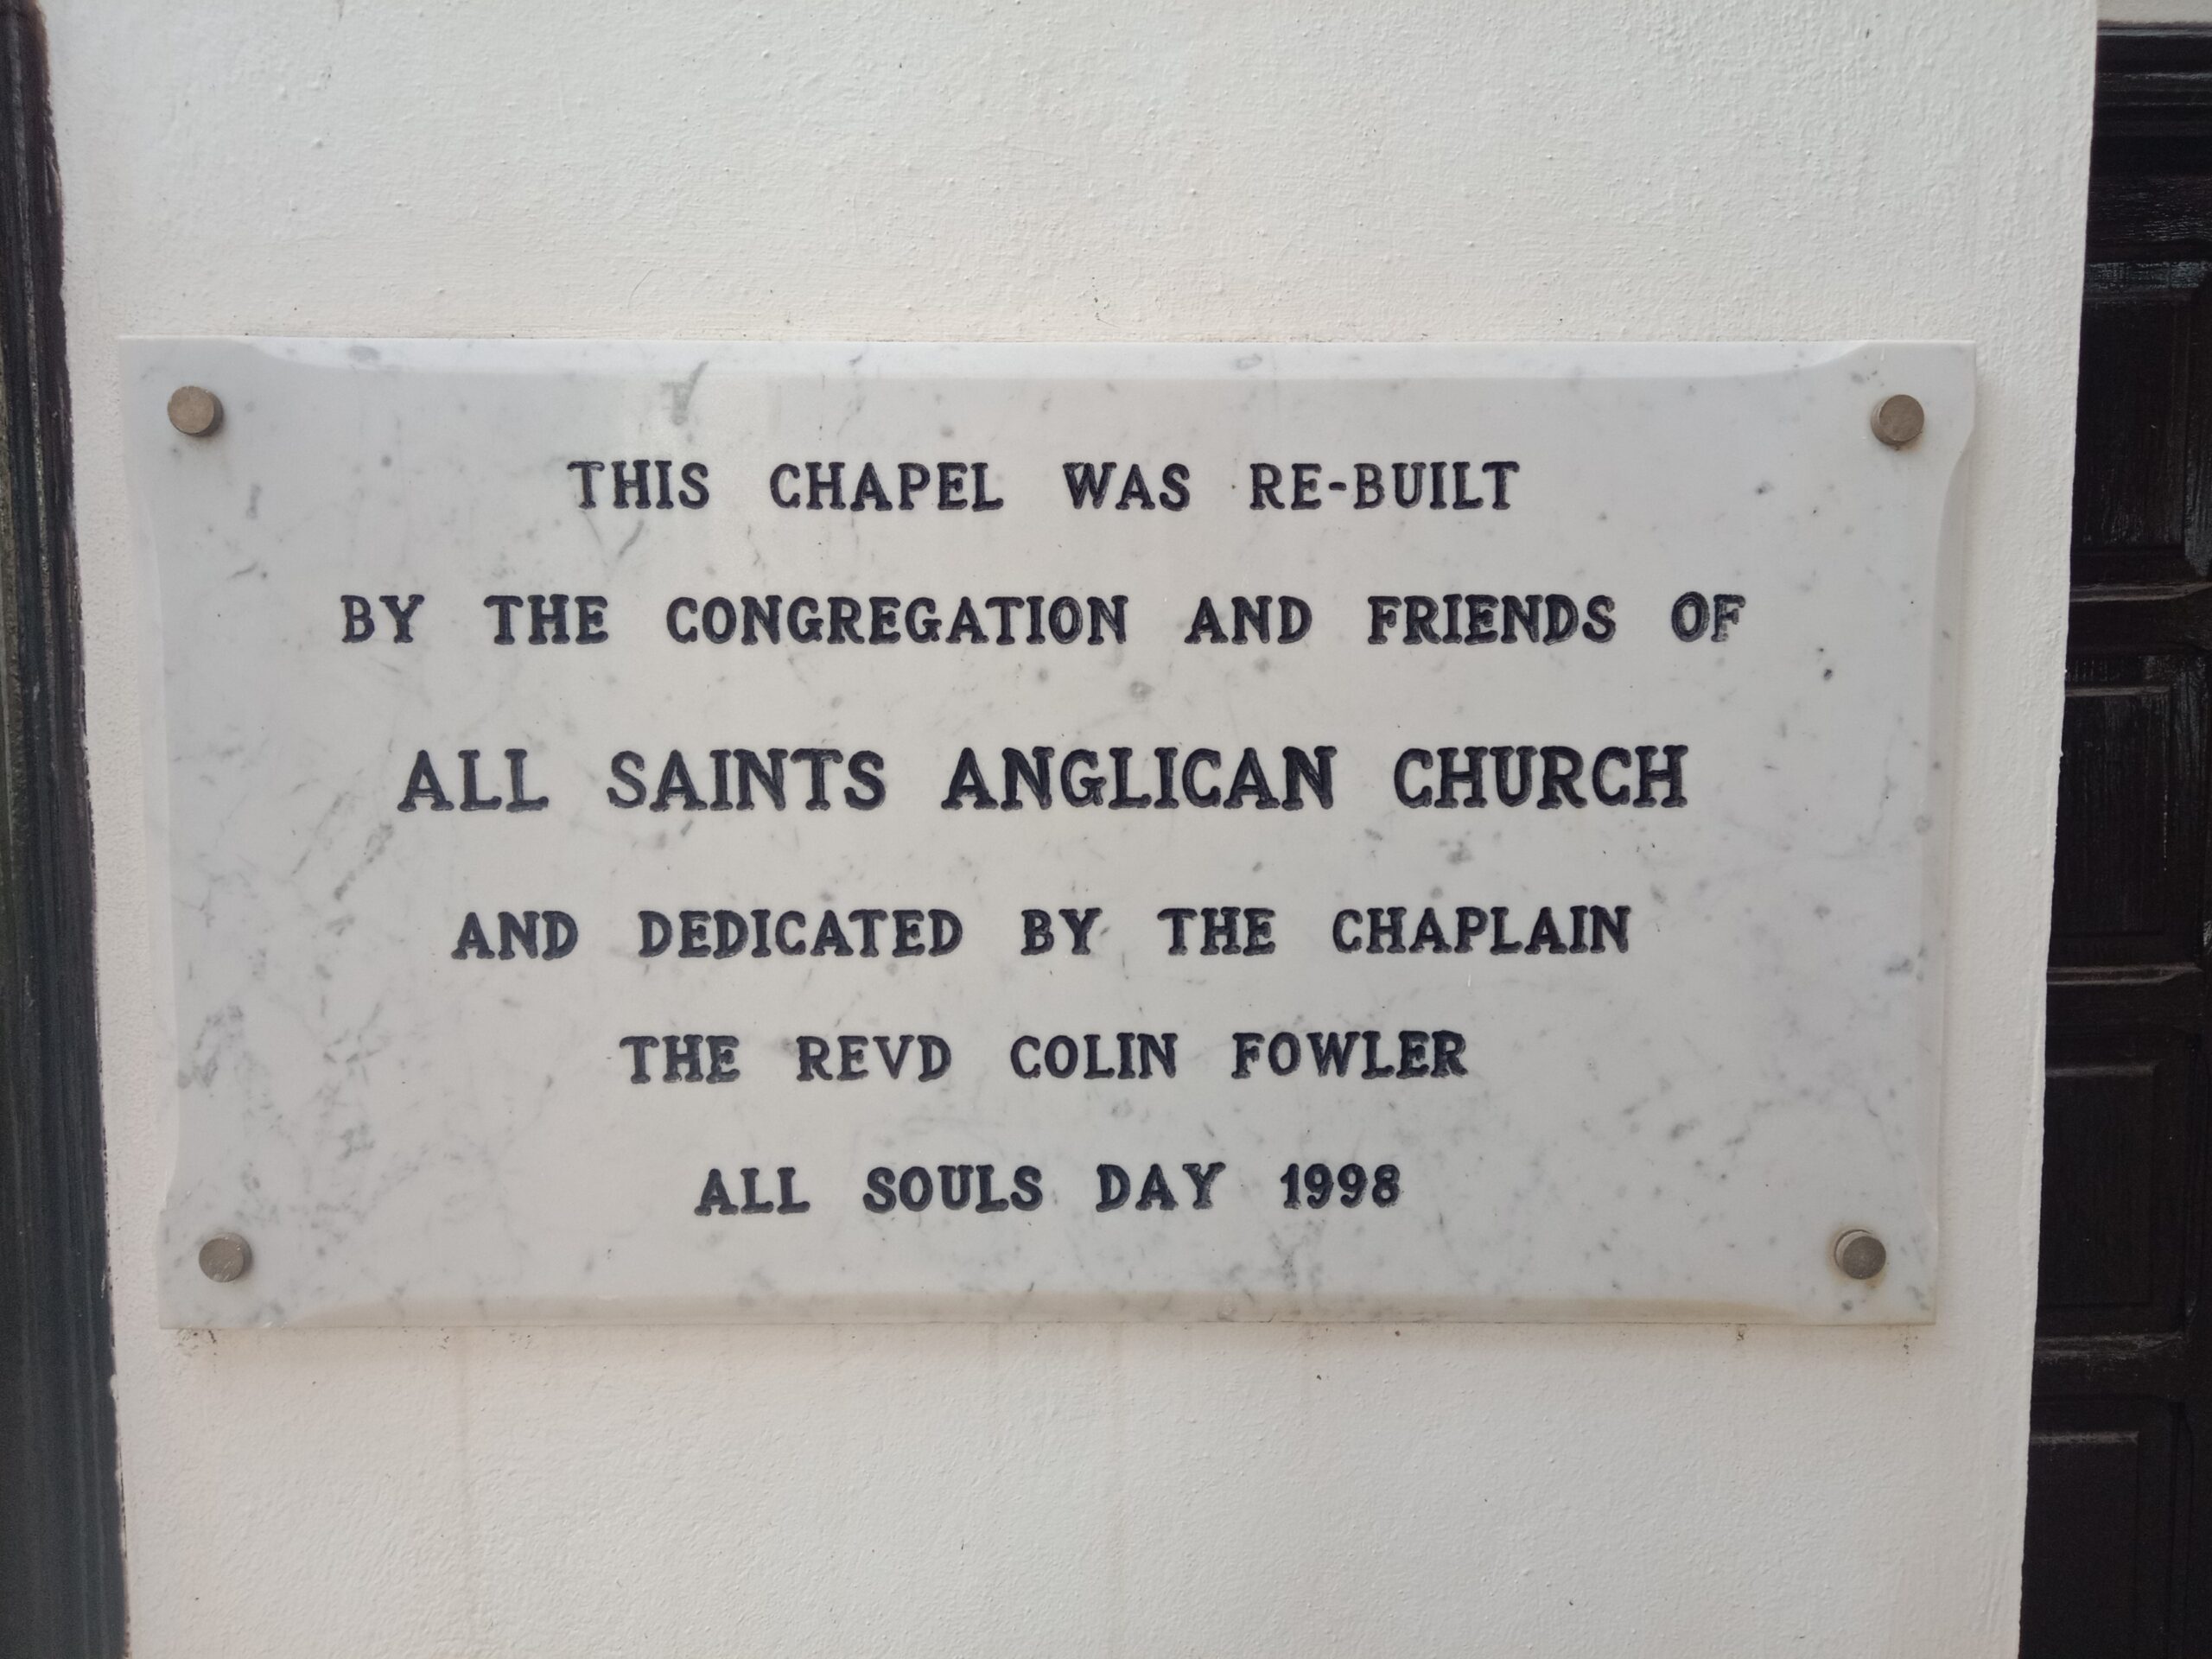 THIS CHAPEL WAS RE-BUILT
BY THE CONGREGATION AND FRIENDS OF
ALL SAINTS ANGLICAN CHURCH
AND DEDICATED BY THE CHAPLAIN
THE REVD COLIN FOWLER
ALL SOULS DAY 1998